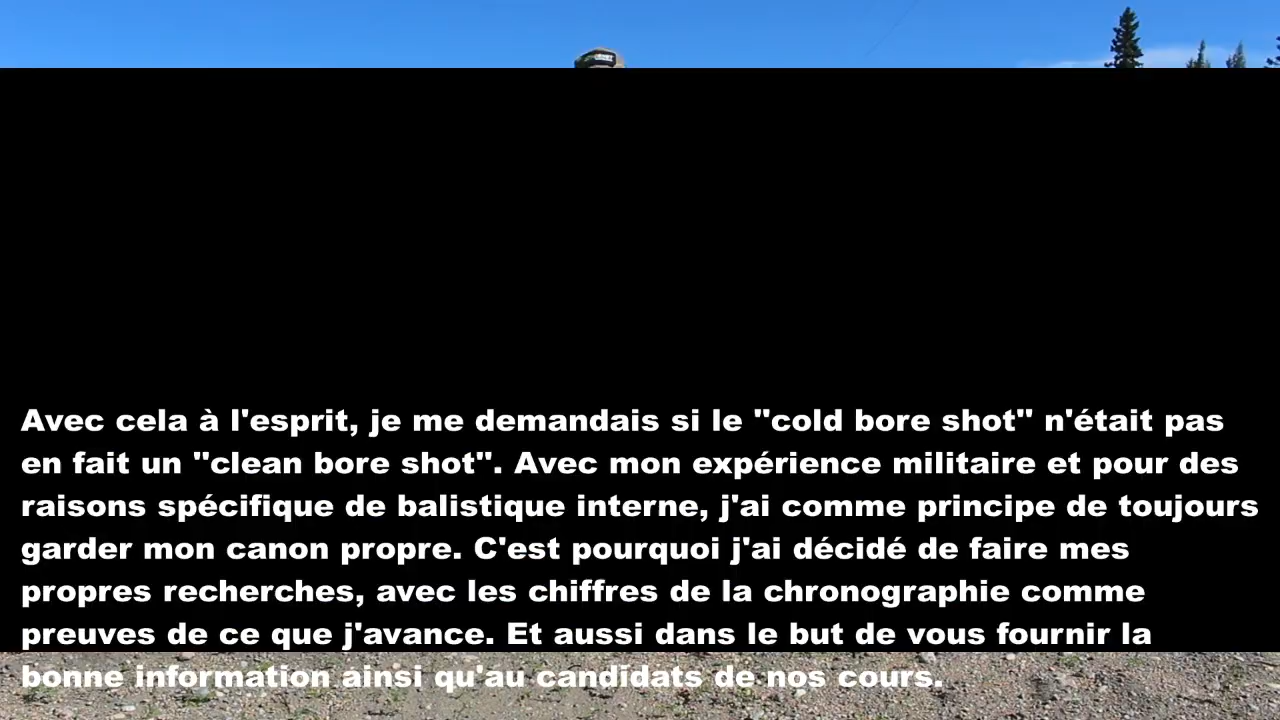 Avec cela à l'esprit, je me demandais si le "cold bore shot" n'était pas
en fait un "clean bore shot". Avec mon expérience militaire et pour des
raisons spécifique de balistique interne, j'ai comme principe de toujours
garder mon canon propre. C'est pourquoi j'ai décidé de faire mes
propres recherches, avec les chiffres de la chronographie comme
preuves de ce que j'avance. Et aussi dans le but de vous fournir la
bonne information ainsi qu'au candidats de nos cours.